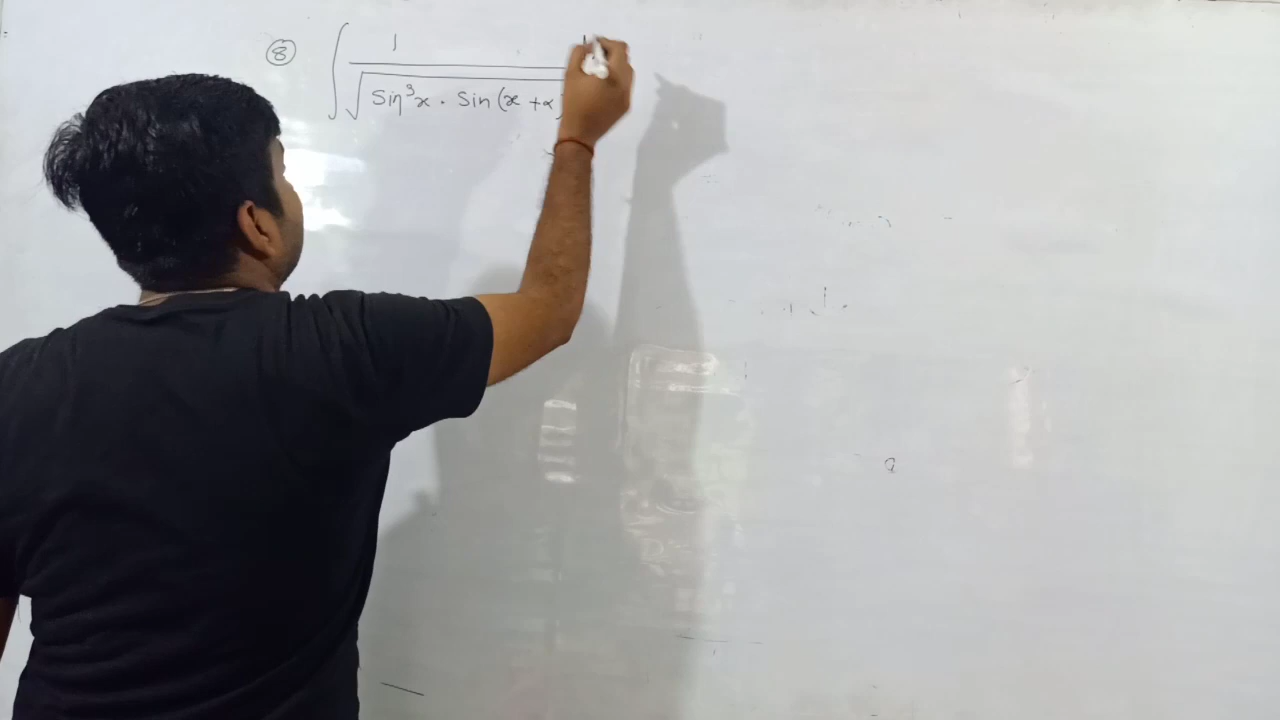 ⑧ ∫ 1 / √(Sin³x . Sin(x + α)